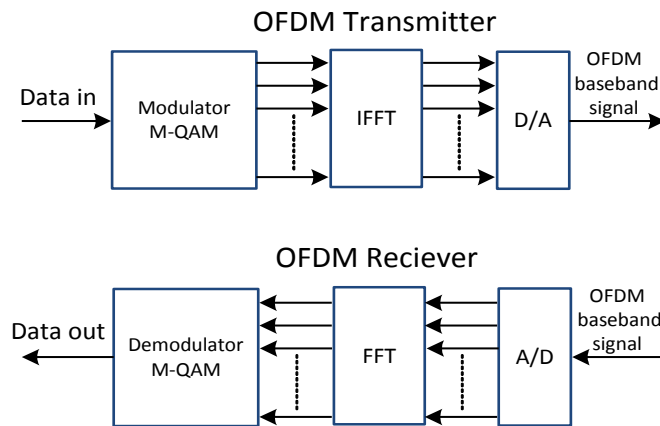 OFDM Transmitter
Data in
Modulator
M-QAM
IFFT
D/A
OFDM
baseband
signal
OFDM Reciever
Data out
Demodulator
M-QAM
FFT
A/D
OFDM
baseband
signal